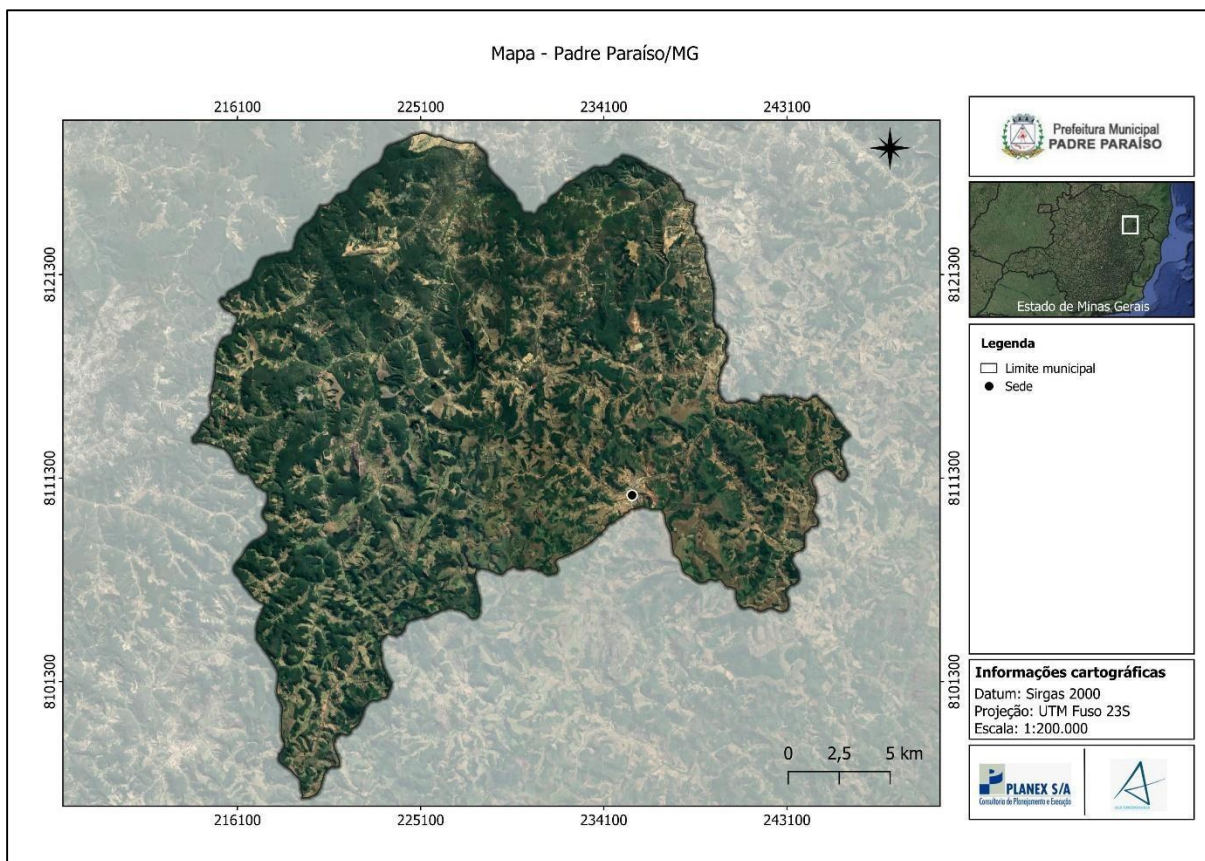 Mapa - Padre Paraíso/MG
216100 225100 234100 243100
8121300 8121300
8111300 8111300
8101300 8101300
0 2,5 5 km
216100 225100 234100 243100
Prefeitura Municipal
PADRE PARAÍSO
Estado de Minas Gerais
Legenda
Limite municipal
Sede
Informações cartográficas
Datum: Sirgas 2000
Projeção: UTM Fuso 23S
Escala: 1:200.000
PLANEX S/A
Consultoria de Planejamento e Execução